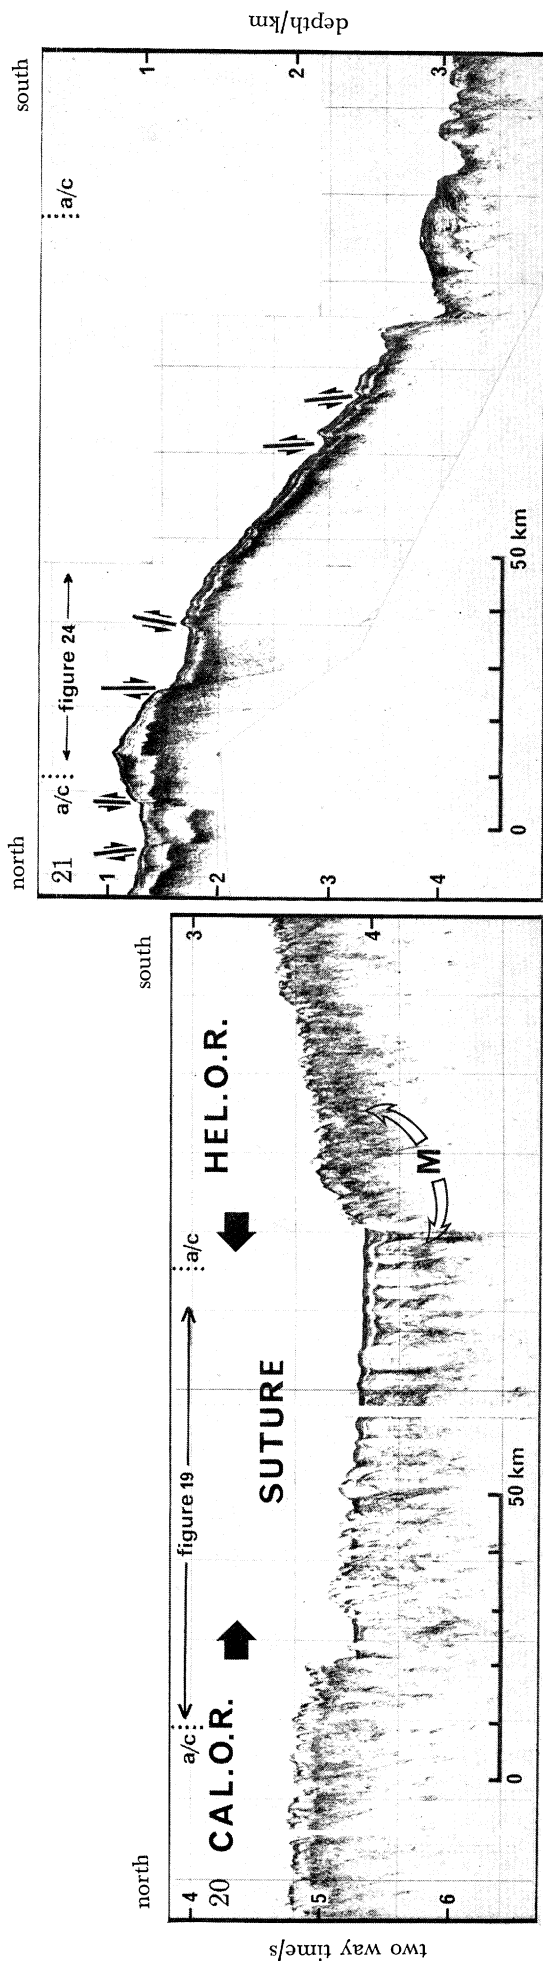 north
south
20
a/c
figure 19
a/c
3
4
CAL.O.R.
SUTURE
HEL.O.R.
4
5
6
M
0
50 km
two way time/s
north
south
21
a/c
figure 24
a/c
1
2
3
4
1
2
3
0
50 km
depth/km